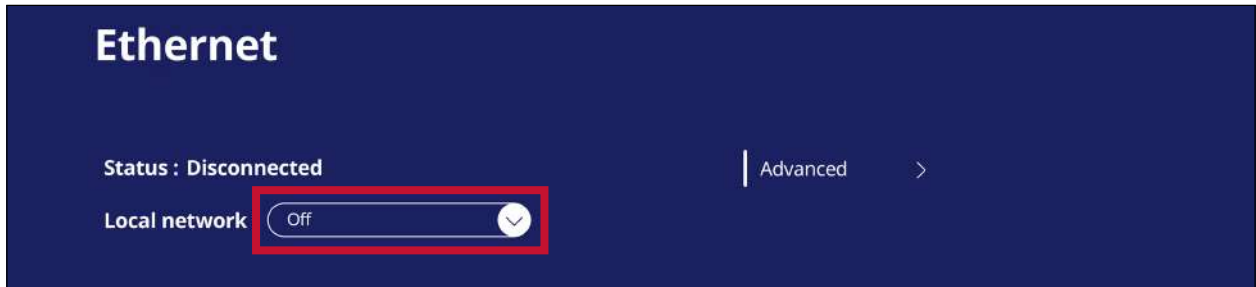 Ethernet
Status : Disconnected
Advanced
Local network
Off